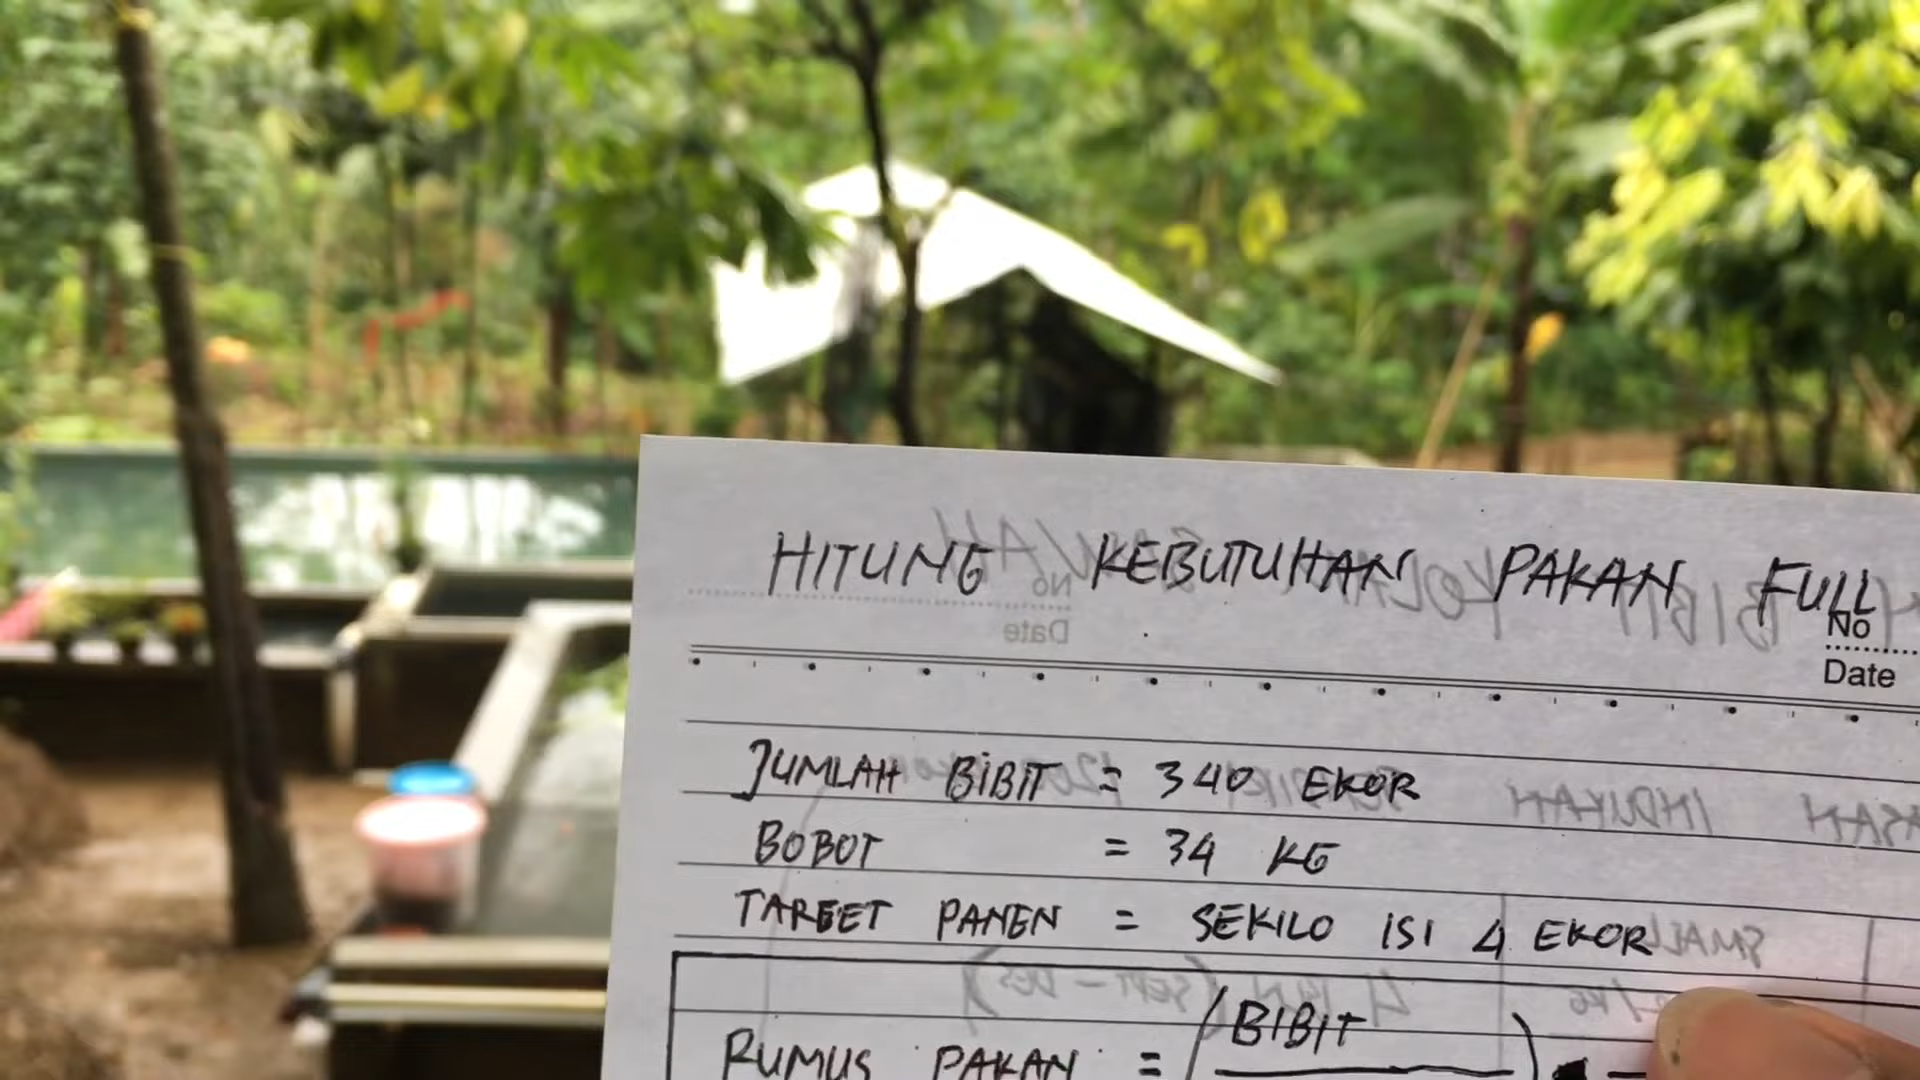 HITUNG KEBUTUHAN PAKAN FULL
No
Date
JUMLAH BIBIT = 340 EKOR
BOBOT = 34 KG
TARGET PANEN = SEKILO ISI 4 EKOR
RUMUS PAKAN = (BIBIT)